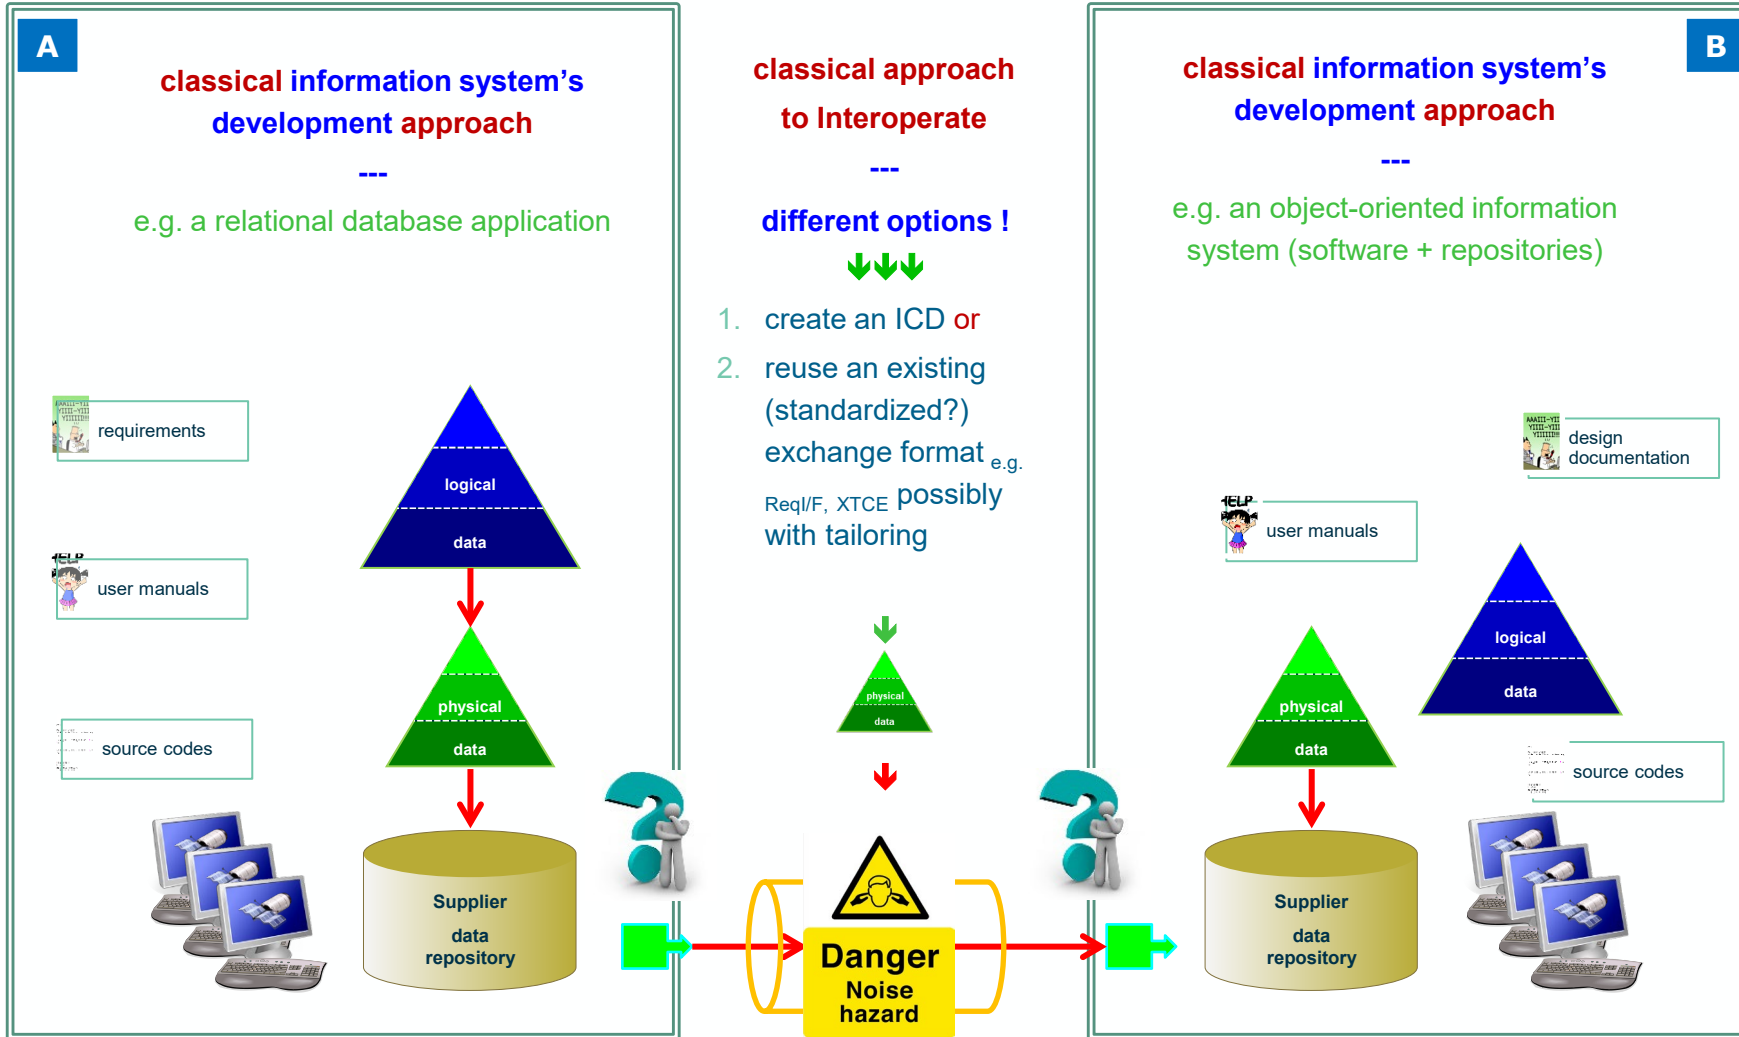 A
classical information system's
development approach
---
e.g. a relational database application
requirements
user manuals
source codes
logical
data
physical
data
Supplier
data
repository
classical approach
to Interoperate
---
different options !
1. create an ICD or
2. reuse an existing
(standardized?)
exchange format e.g.
ReqI/F, XTCE possibly
with tailoring
physical
data
Danger
Noise
hazard
B
classical information system's
development approach
---
e.g. an object-oriented information
system (software + repositories)
design
documentation
HELP
user manuals
logical
data
physical
data
source codes
Supplier
data
repository